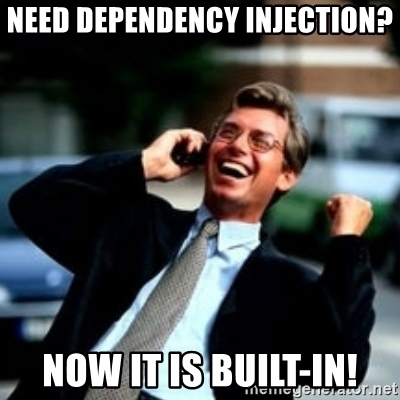 NEED DEPENDENCY INJECTION?
NOW IT IS BUILT-IN!
memegenerator.net